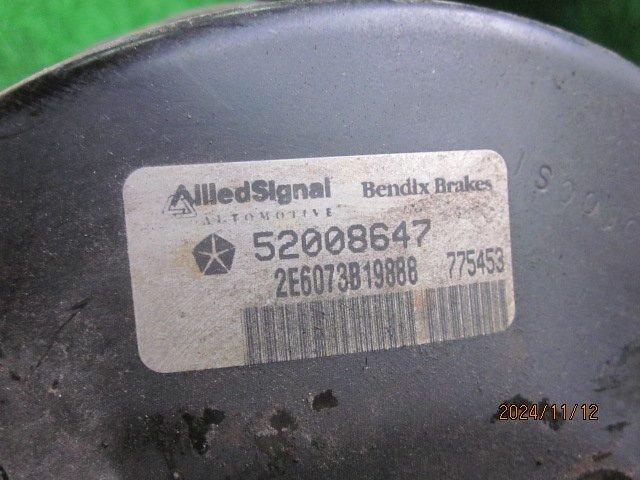 AlliedSignal Bendix Brakes
AUTOMOTIVE
52008647
2E6073B19888 775453
2024/11/12